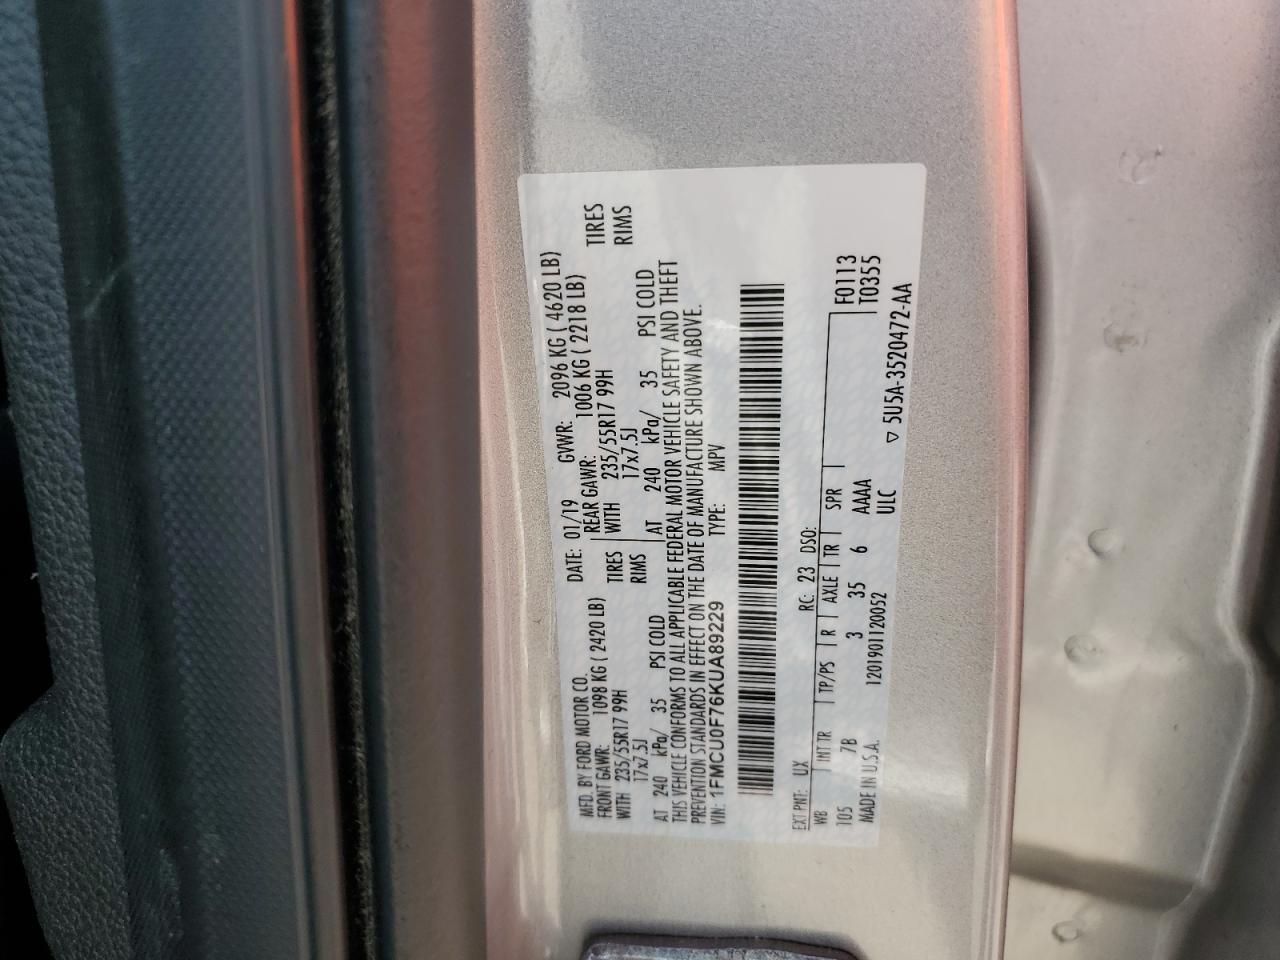 MFD. BY FORD MOTOR CO.
DATE: 01/19 GVWR: 2096 KG ( 4620 LB)
FRONT GAWR: 1098 KG ( 2420 LB) REAR GAWR: 1006 KG ( 2218 LB)
WITH 235/55R17 99H TIRES WITH 235/55R17 99H TIRES
17x7.5J RIMS 17x7.5J RIMS
AT 240 kPa/ 35 PSI COLD AT 240 kPa/ 35 PSI COLD
THIS VEHICLE CONFORMS TO ALL APPLICABLE FEDERAL MOTOR VEHICLE SAFETY AND THEFT
PREVENTION STANDARDS IN EFFECT ON THE DATE OF MANUFACTURE SHOWN ABOVE.
VIN: 1FMCU0F76KUA89229 TYPE: MPV
EXT PNT: UX RC: 23 DSO:
WB INT TR TP/PS R AXLE TR SPR F0113
105 7B 3 35 6 AAAA T0355
MADE IN U.S.A. 1201901120052 ULC
▽ 5U5A-3520472-AA